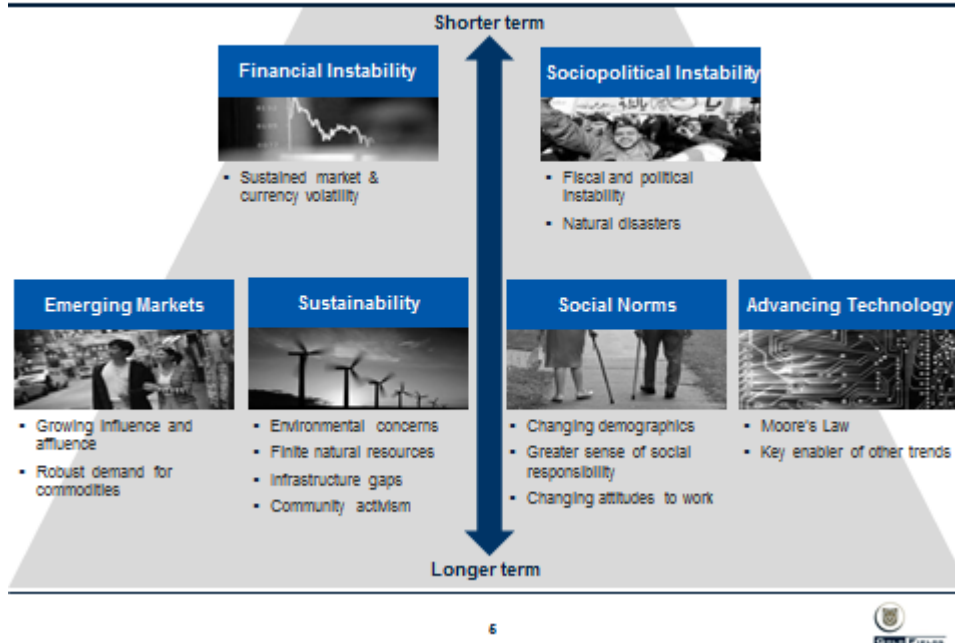 Shorter term
Financial Instability
▪ Sustained market &
currency volatility
Sociopolitical Instability
▪ Fiscal and political
instability
▪ Natural disasters
Emerging Markets
▪ Growing influence and
affluence
▪ Robust demand for
commodities
Sustainability
▪ Environmental concerns
▪ Finite natural resources
▪ Infrastructure gaps
▪ Community activism
Social Norms
▪ Changing demographics
▪ Greater sense of social
responsibility
▪ Changing attitudes to work
Advancing Technology
▪ Moore's Law
▪ Key enabler of other trends
Longer term
GOLD FIELDS